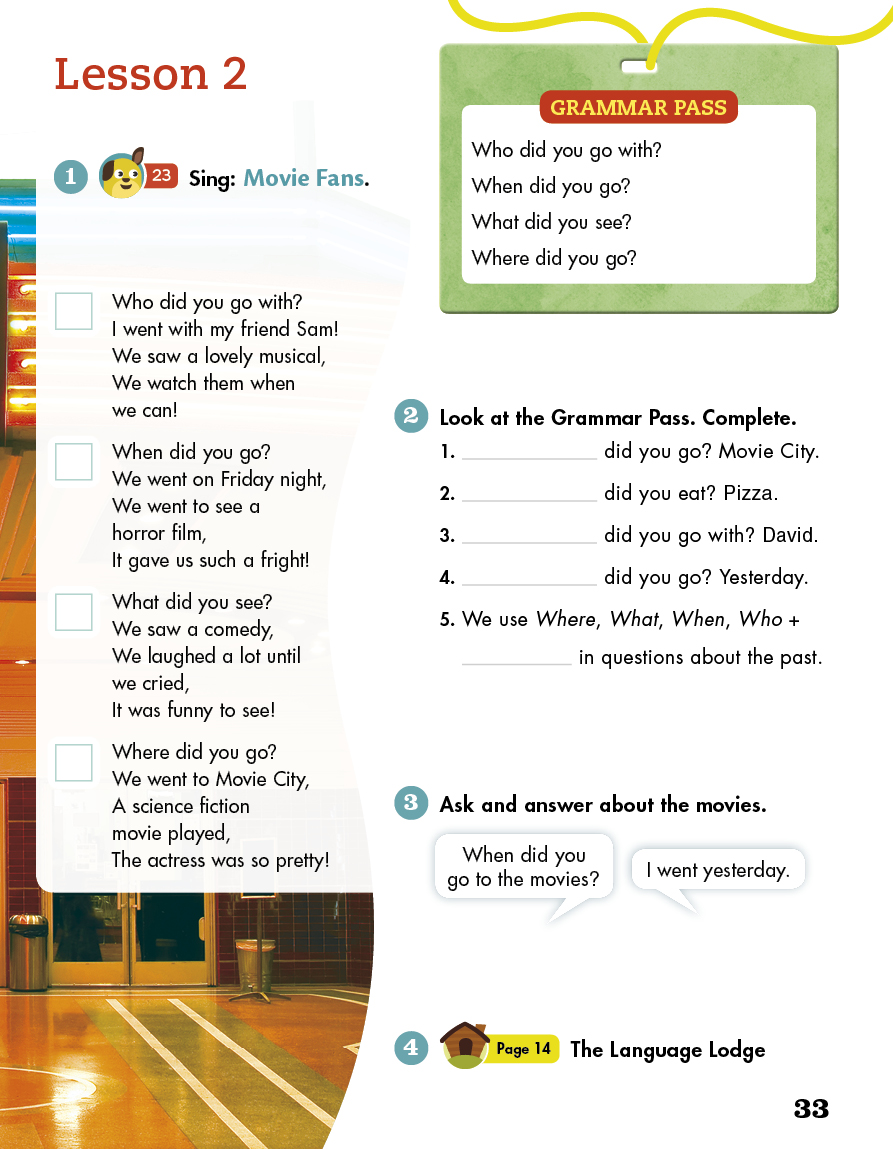 Lesson 2
1
23
Sing: Movie Fans.
Who did you go with?
I went with my friend Sam!
We saw a lovely musical,
We watch them when
we can!
When did you go?
We went on Friday night,
We went to see a
horror film,
It gave us such a fright!
What did you see?
We saw a comedy,
We laughed a lot until
we cried,
It was funny to see!
Where did you go?
We went to Movie City,
A science fiction
movie played,
The actress was so pretty!
GRAMMAR PASS
Who did you go with?
When did you go?
What did you see?
Where did you go?
2 Look at the Grammar Pass. Complete.
1. ____________ did you go? Movie City.
2. ____________ did you eat? Pizza.
3. ____________ did you go with? David.
4. ____________ did you go? Yesterday.
5. We use Where, What, When, Who +
__________ in questions about the past.
3 Ask and answer about the movies.
When did you
go to the movies?
I went yesterday.
4 Page 14 The Language Lodge
33